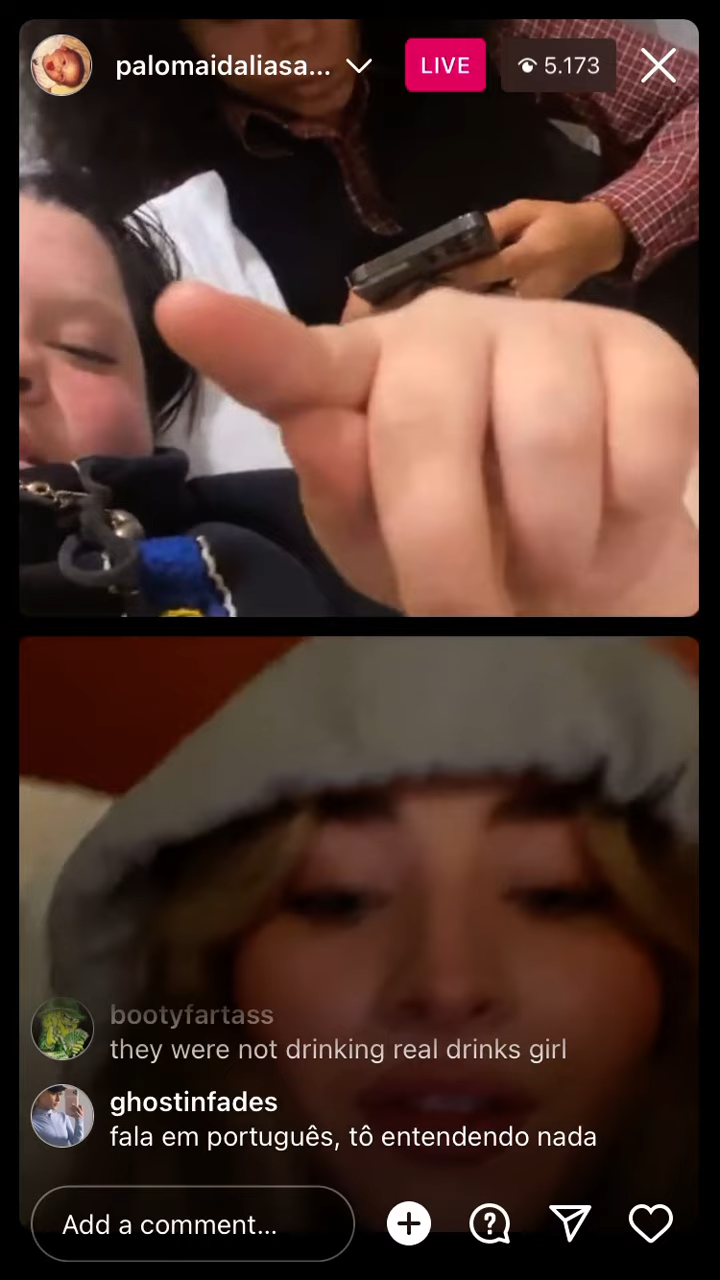 palomaidaliasa...
LIVE
5.173
bootyfartass
they were not drinking real drinks girl
ghostinfades
fala em português, tô entendendo nada
Add a comment...